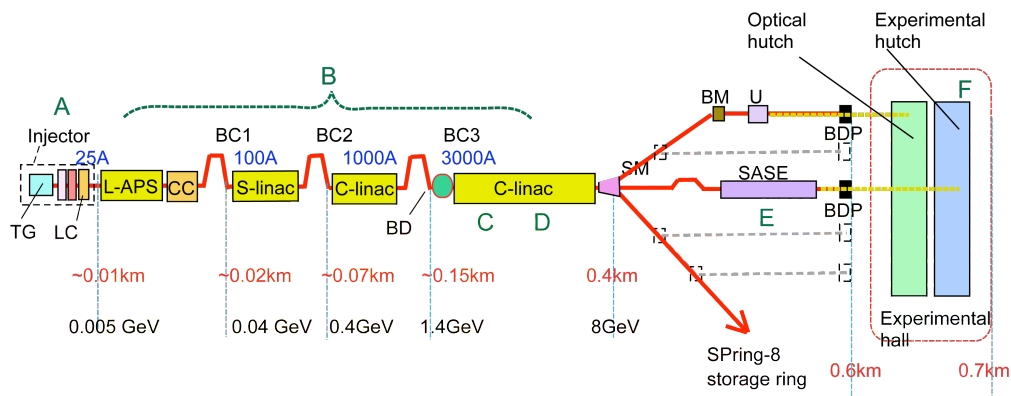 Optical
hutch
Experimental
hutch
B
A
F
Injector
BC1
BC2
BC3
BM
U
25A
100A
1000A
3000A
BDP
L-APS
CC
S-linac
C-linac
C-linac
SM
SASE
TG
LC
BD
C
D
E
BDP
~0.01km
~0.02km
~0.07km
~0.15km
0.4km
0.005 GeV
0.04 GeV
0.4GeV
1.4GeV
8GeV
Experimental
hall
SPring-8
storage ring
0.6km
0.7km